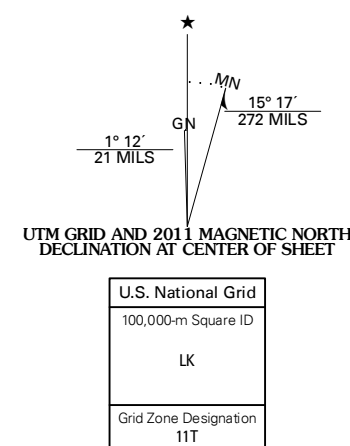 ★
MN
GN
15° 17´
272 MILS
1° 12´
21 MILS
UTM GRID AND 2011 MAGNETIC NORTH
DECLINATION AT CENTER OF SHEET
U.S. National Grid
100,000-m Square ID
LK
Grid Zone Designation
11T